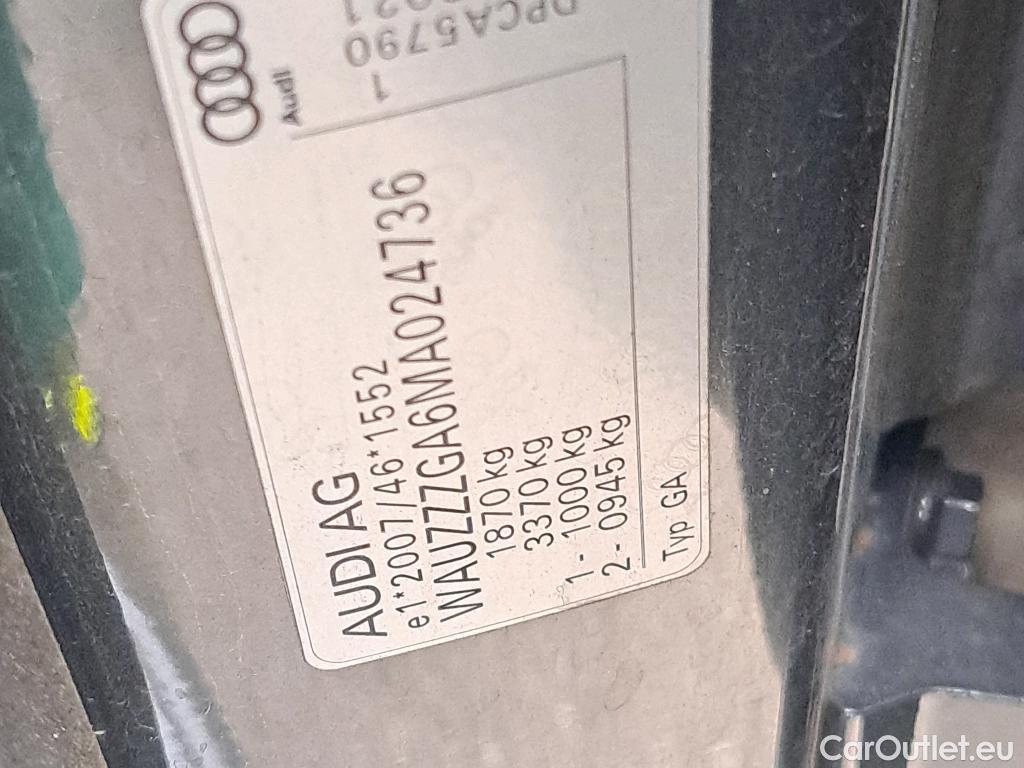 AUDI AG
e1*2007/46*1552
WAUZZZGA6MA024736
1870 kg
3370 kg
1- 1000 kg
2- 0945 kg
Typ GA
Audi
1
DPCA5790
CarOutlet.eu